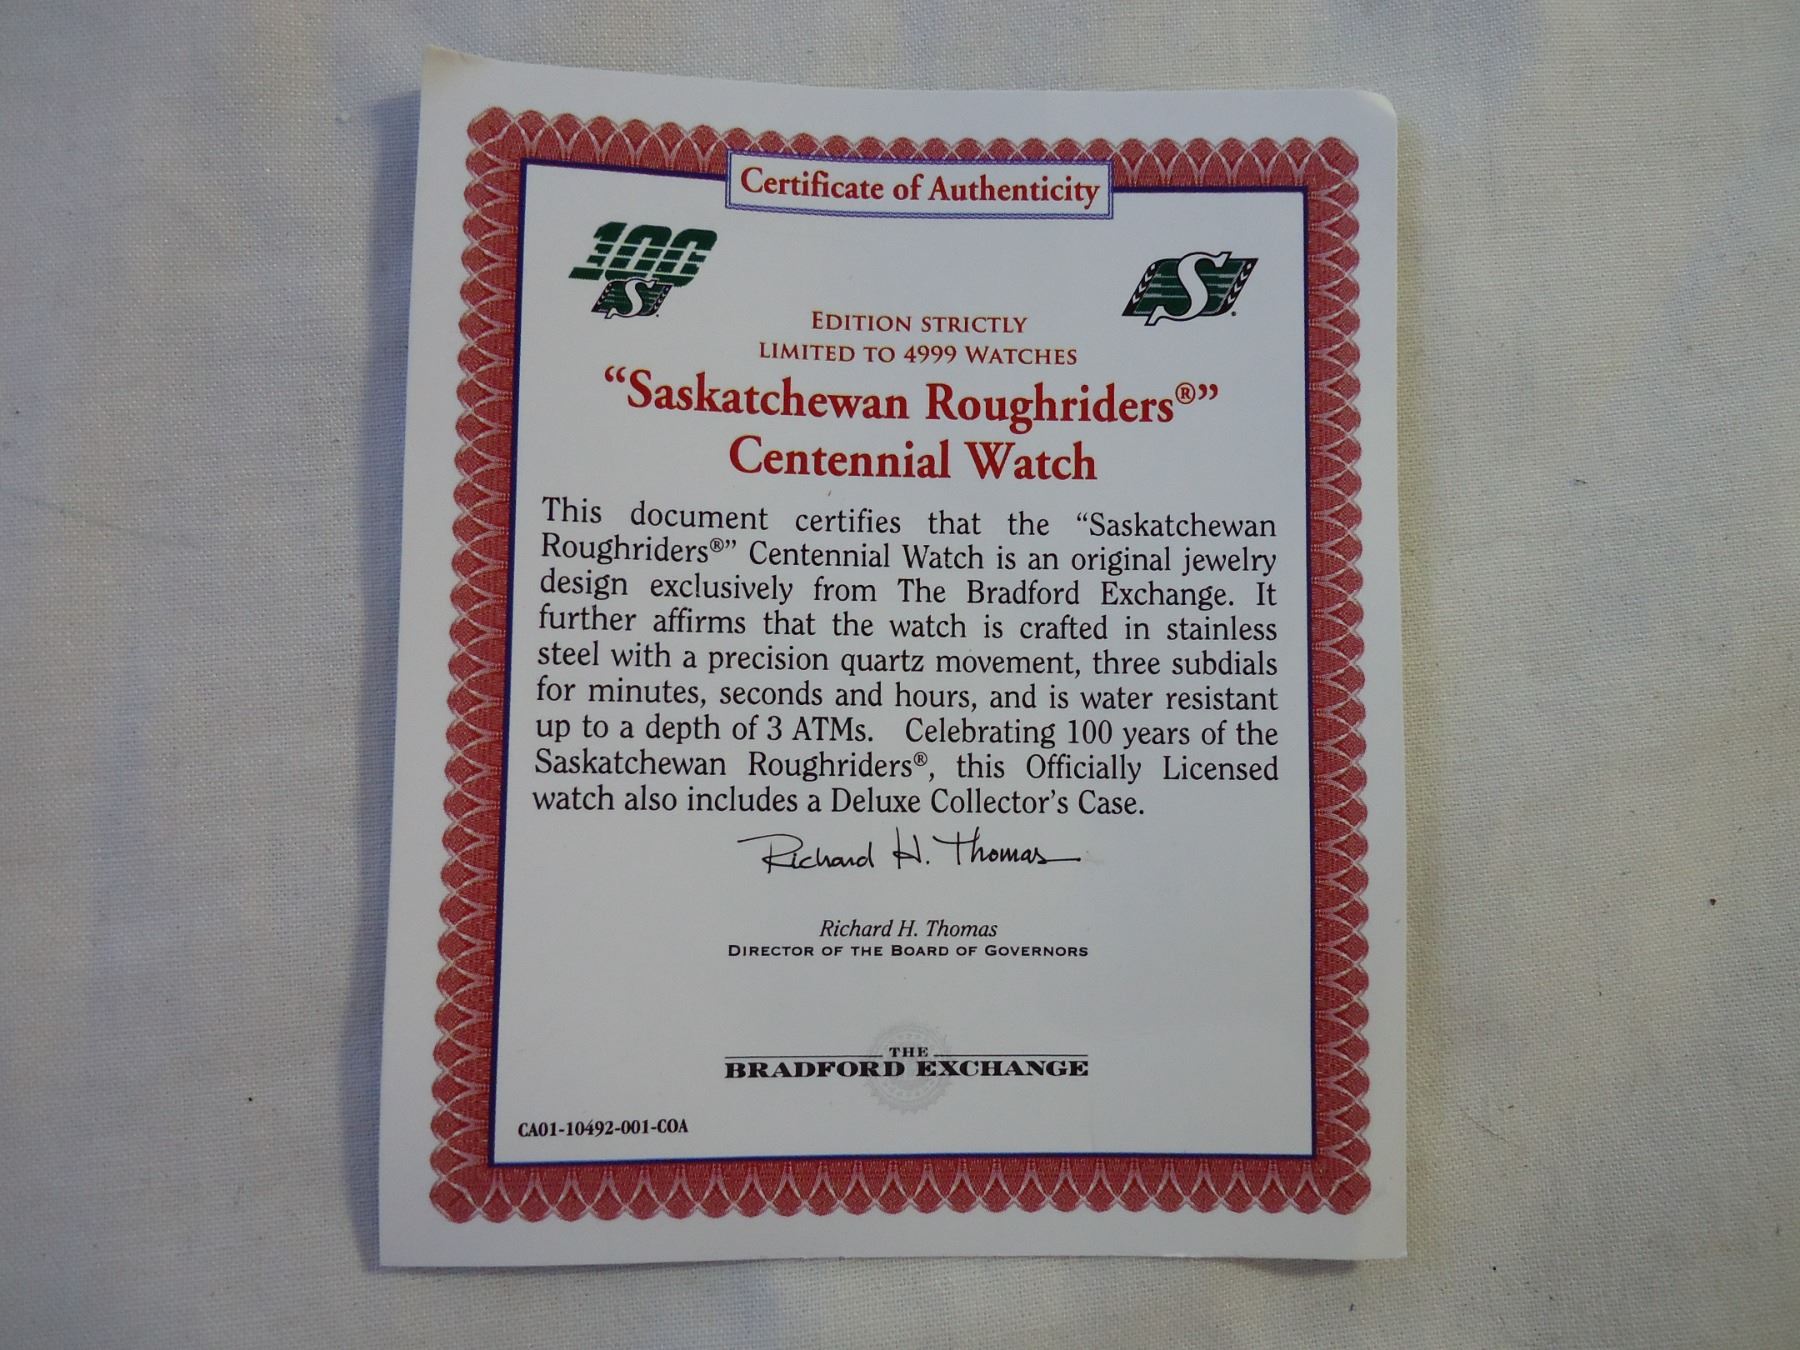 Certificate of Authenticity
100
S
S
EDITION STRICTLY
LIMITED TO 4999 WATCHES
“Saskatchewan Roughriders®”
Centennial Watch
This document certifies that the “Saskatchewan
Roughriders®” Centennial Watch is an original jewelry
design exclusively from The Bradford Exchange. It
further affirms that the watch is crafted in stainless
steel with a precision quartz movement, three subdials
for minutes, seconds and hours, and is water resistant
up to a depth of 3 ATMs. Celebrating 100 years of the
Saskatchewan Roughriders®, this Officially Licensed
watch also includes a Deluxe Collector’s Case.
Richard H. Thomas
Richard H. Thomas
DIRECTOR OF THE BOARD OF GOVERNORS
THE
BRADFORD EXCHANGE
CA01-10492-001-COA